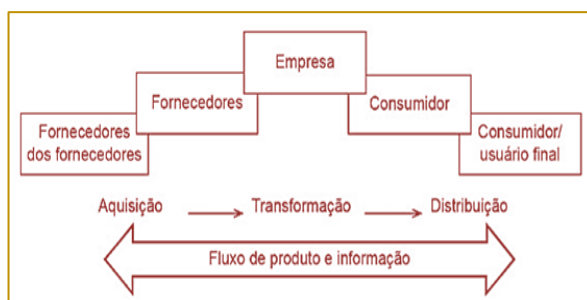 Empresa
Fornecedores
Consumidor
Fornecedores
dos fornecedores
Consumidor/
usuário final
Aquisição
Transformação
Distribuição
Fluxo de produto e informação